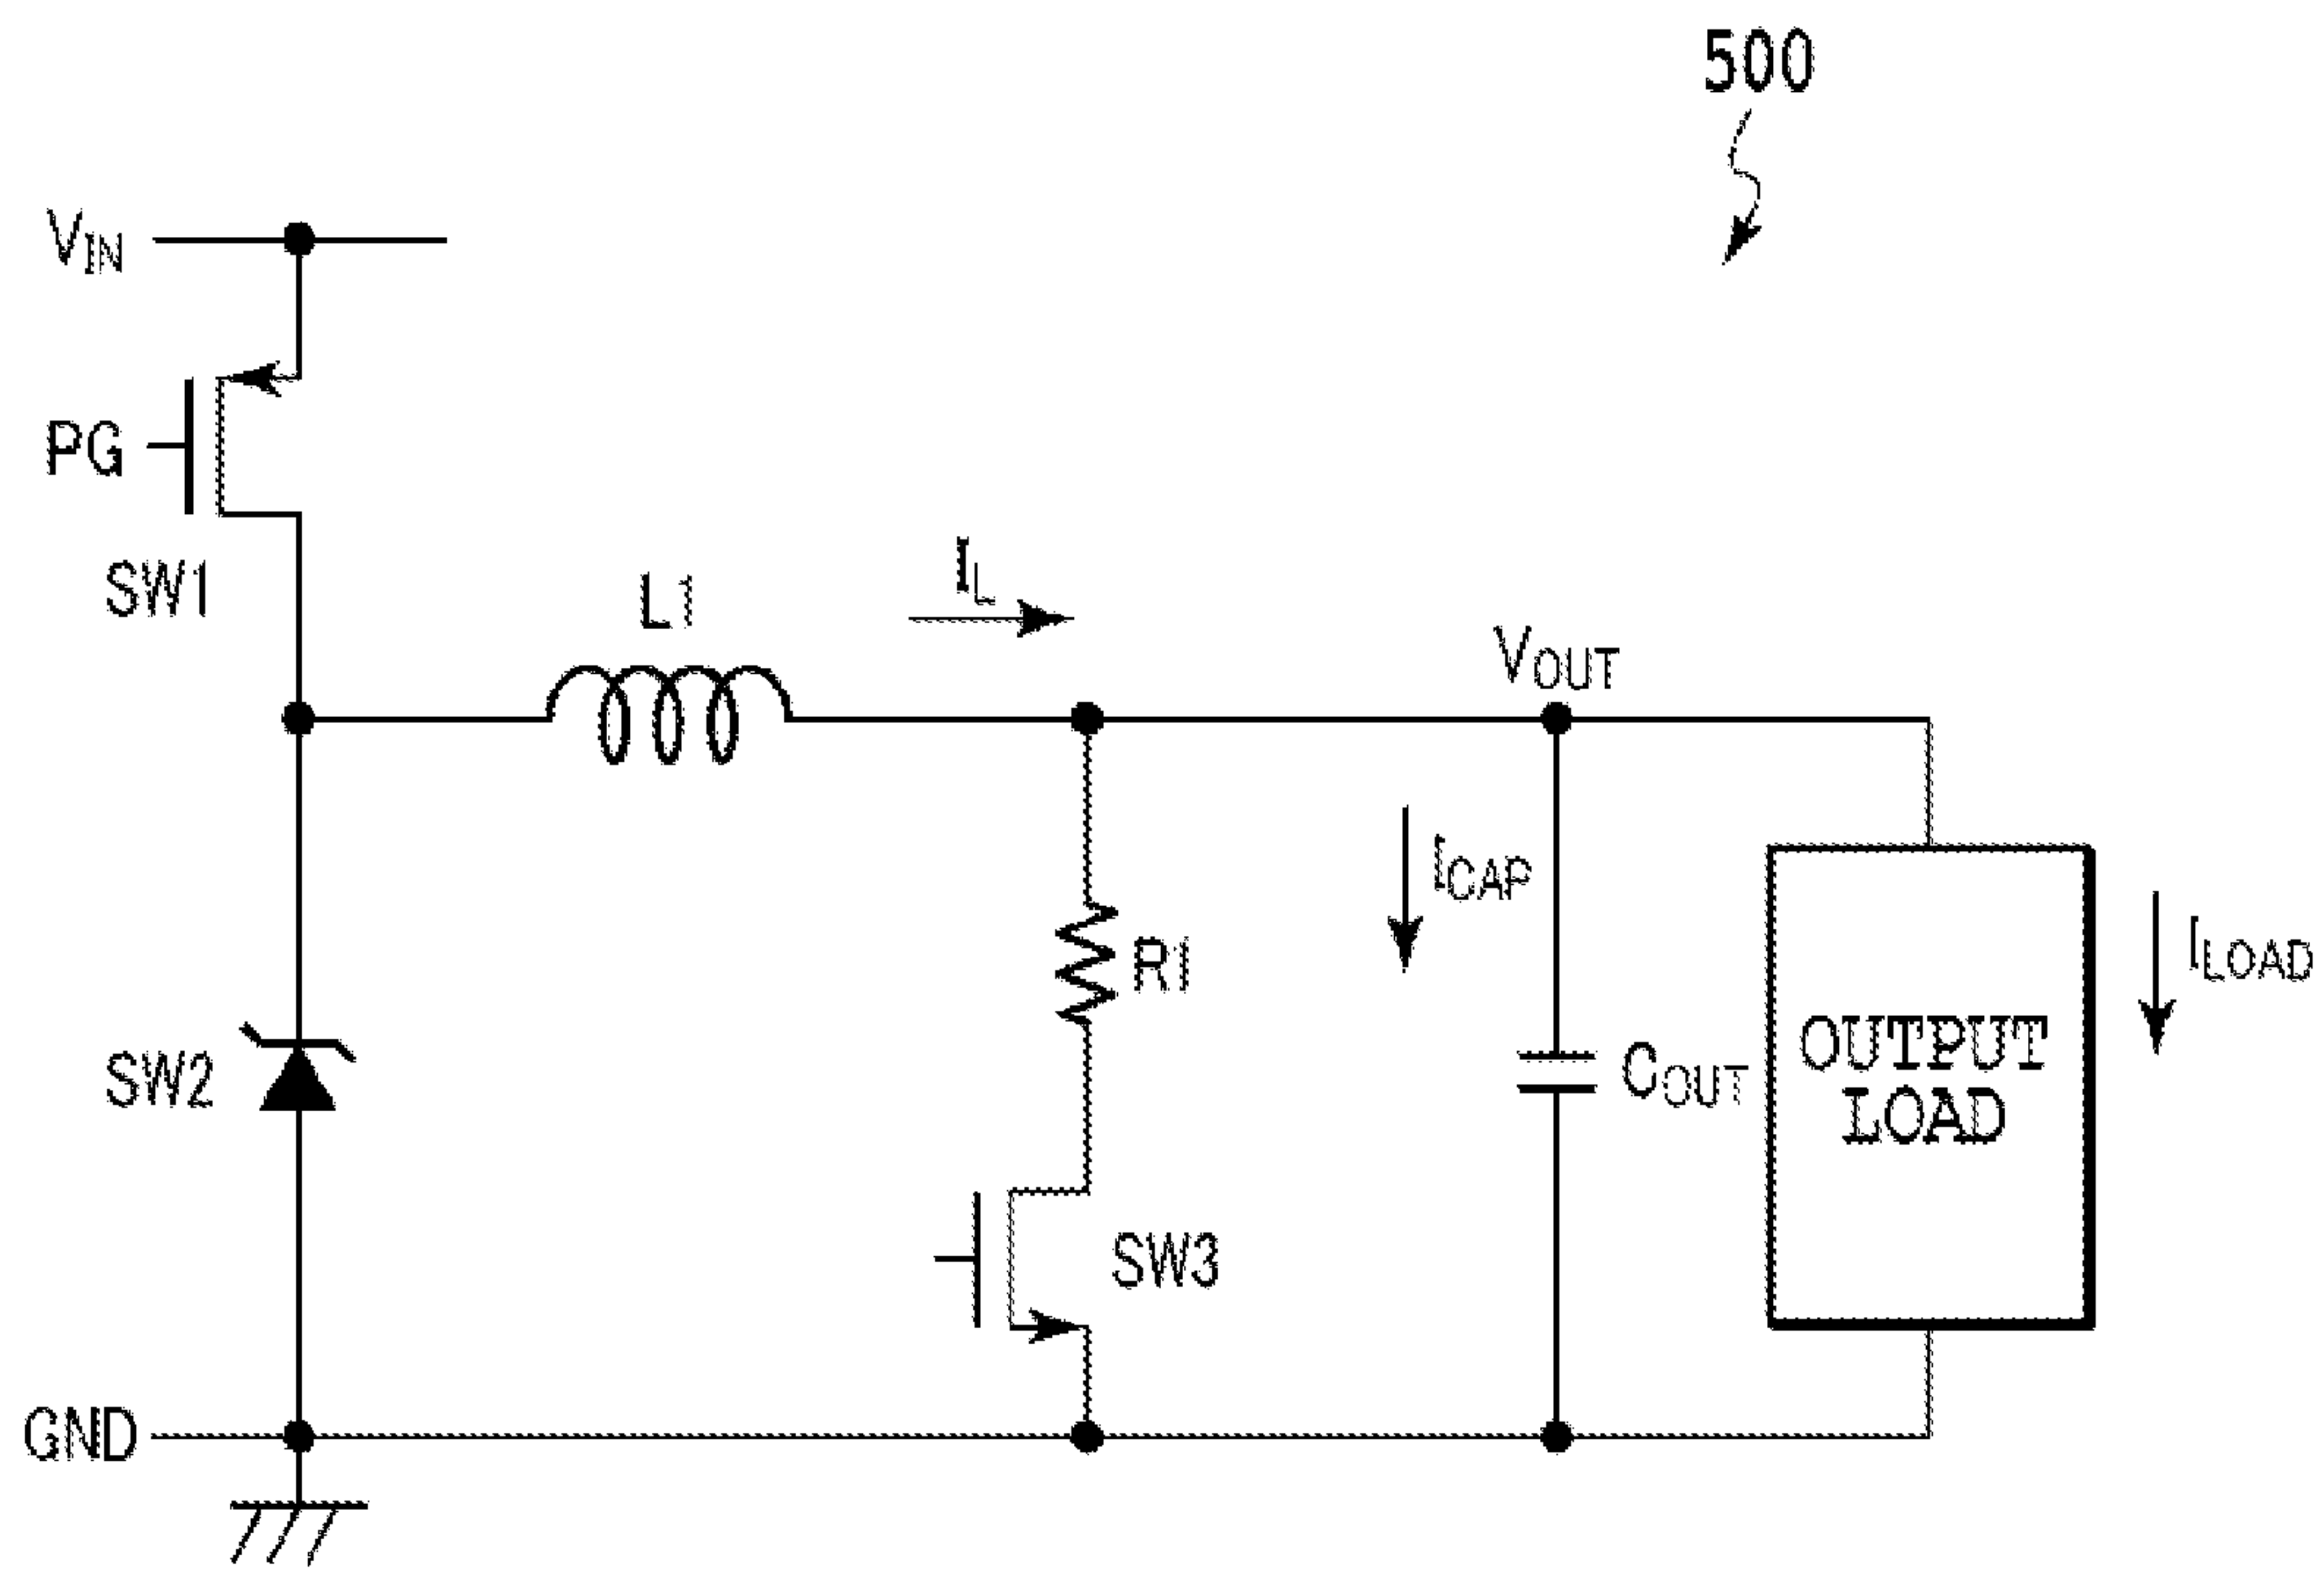 500
VIN
PG
SW1
L1
IL
VOUT
ICAP
ILOAD
R1
COUT
OUTPUT
LOAD
SW2
SW3
GND